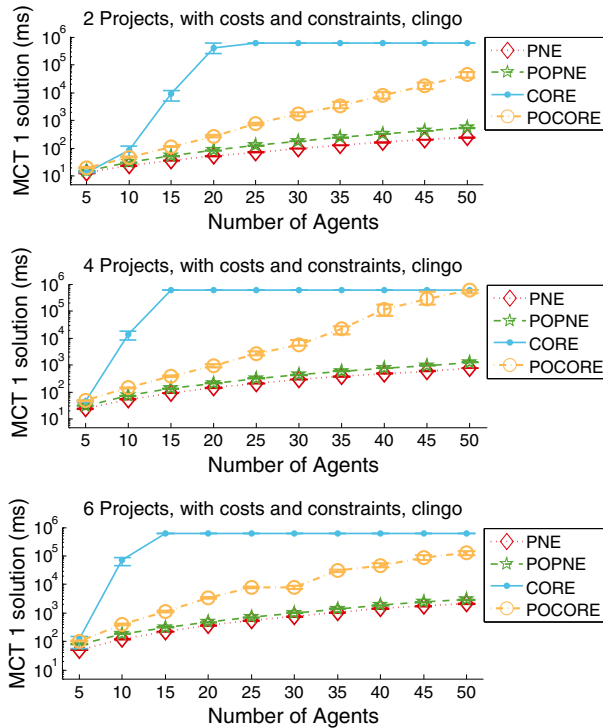 2 Projects, with costs and constraints, clingo
MCT 1 solution (ms)
10^6
10^5
10^4
10^3
10^2
10^1
5 10 15 20 25 30 35 40 45 50
Number of Agents
PNE
POPNE
CORE
POCORE
4 Projects, with costs and constraints, clingo
MCT 1 solution (ms)
10^6
10^5
10^4
10^3
10^2
10^1
5 10 15 20 25 30 35 40 45 50
Number of Agents
PNE
POPNE
CORE
POCORE
6 Projects, with costs and constraints, clingo
MCT 1 solution (ms)
10^6
10^5
10^4
10^3
10^2
10^1
5 10 15 20 25 30 35 40 45 50
Number of Agents
PNE
POPNE
CORE
POCORE